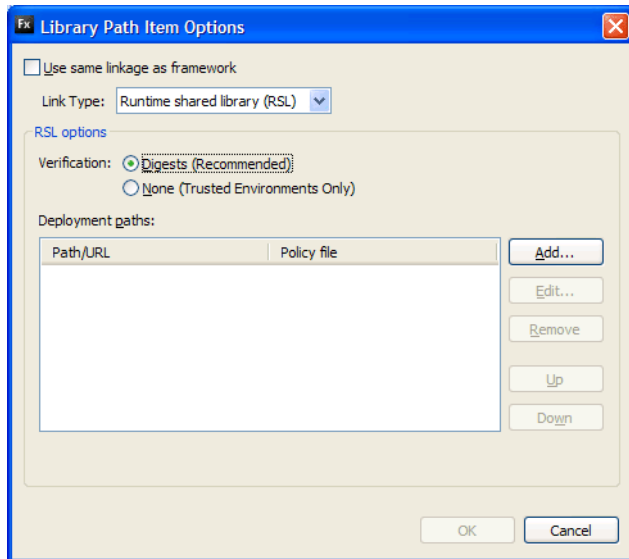 Fx Library Path Item Options
Use same linkage as framework
Link Type: Runtime shared library (RSL)
RSL options
Verification: Digests (Recommended)
None (Trusted Environments Only)
Deployment paths:
Path/URL Policy file
Add...
Edit...
Remove
Up
Down
OK Cancel